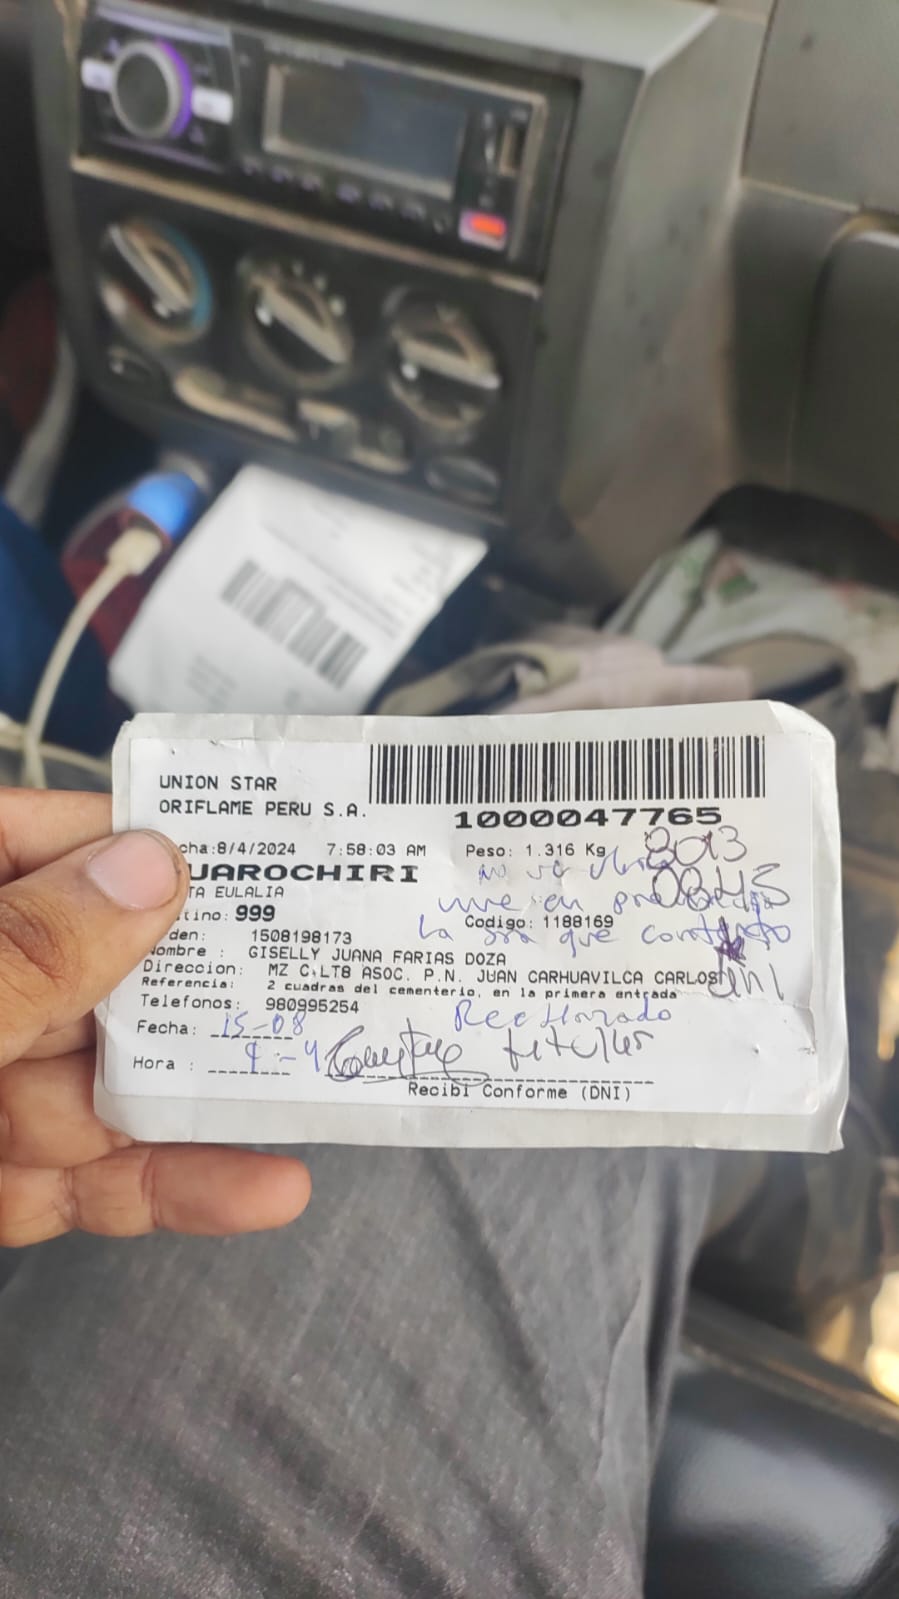 UNION STAR
ORIFLAME PERU S.A.
1000047765
cha:8/4/2024 7:58:03 AM Peso: 1.316 Kg
UAROCHIRI
TA EULALIA
tino: 999
Codigo: 1188169
den: 1508198173
Nombre : GISELLY JUANA FARIAS DOZA
Direccion: MZ C LT8 ASOC. P.N. JUAN CARHUAVILCA CARLOS
Referencia: 2 cuadras del cementerio, en la primera entrada
Telefonos: 980995254
Fecha: 15-08
Hora :
Recibi Conforme (DNI)
no
vive en
la sra que contesto
titular